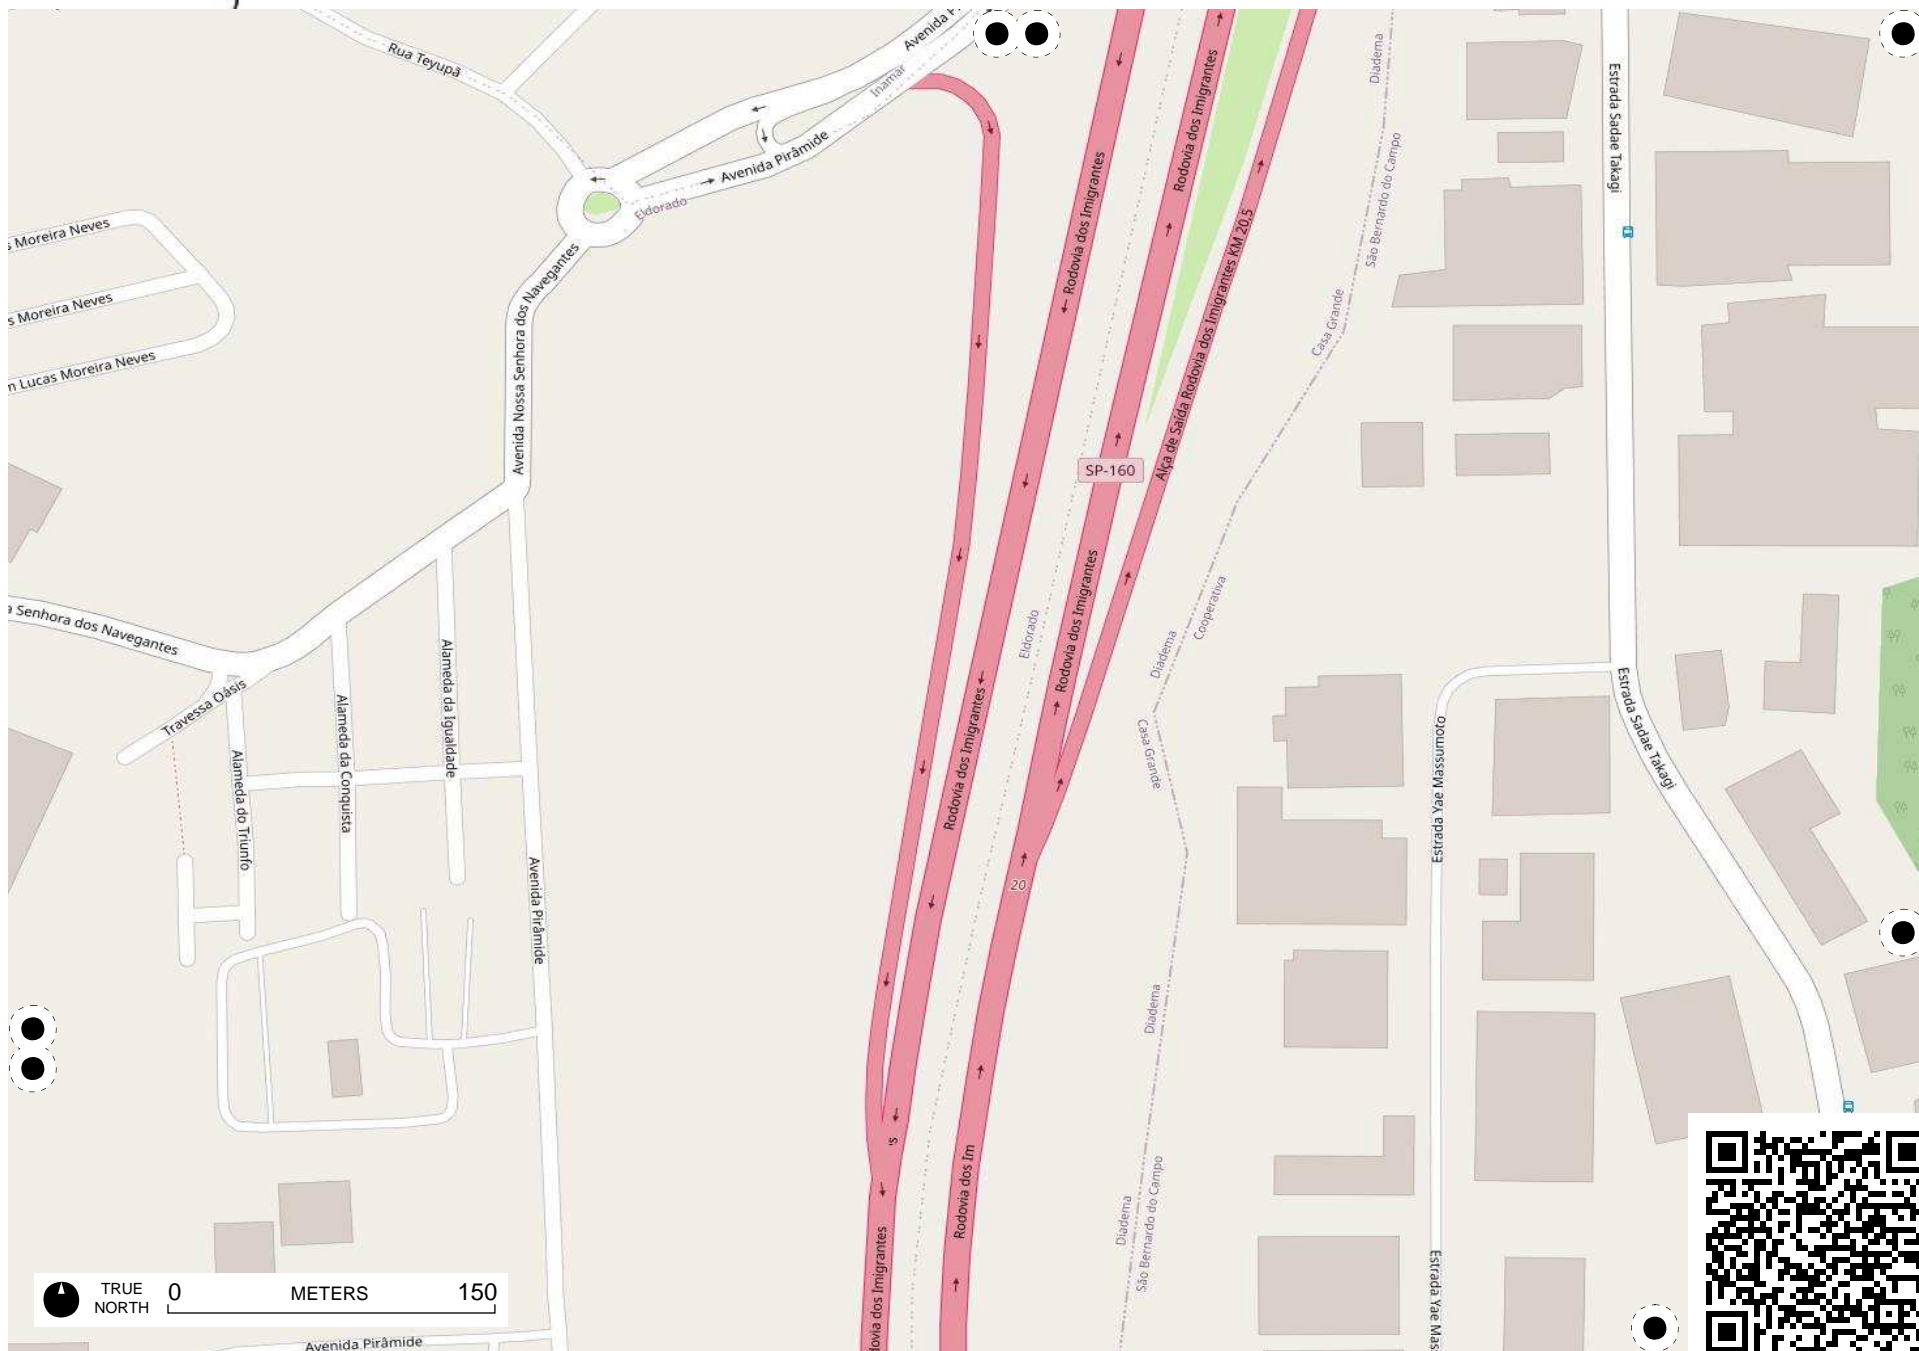 Rua Teyupã
Avenida P
Inamar
Avenida Pirâmide
Eldorado
Moreira Neves
s Moreira Neves
m Lucas Moreira Neves
Avenida Nossa Senhora dos Navegantes
Rodovia dos Imigrantes
Rodovia dos Imigrantes
Alça de Saída Rodovia dos Imigrantes KM 20,5
Diadema
São Bernardo do Campo
Casa Grande
Estrada Sadae Takagi
SP-160
a Senhora dos Navegantes
Travessa Oásis
Alameda do Triunfo
Alameda da Conquista
Alameda da Igualdade
Avenida Pirâmide
Eldorado
Rodovia dos Imigrantes
Rodovia dos Imigrantes
Cooperativa
Diadema
Casa Grande
Estrada Yae Massumoto
Estrada Sadae Takagi
20
Diadema
Rodovia dos Im
Diadema
São Bernardo do Campo
dovia dos Imigrantes
Estrada Yae Mas
TRUE
NORTH
0 METERS 150
Avenida Pirâmide